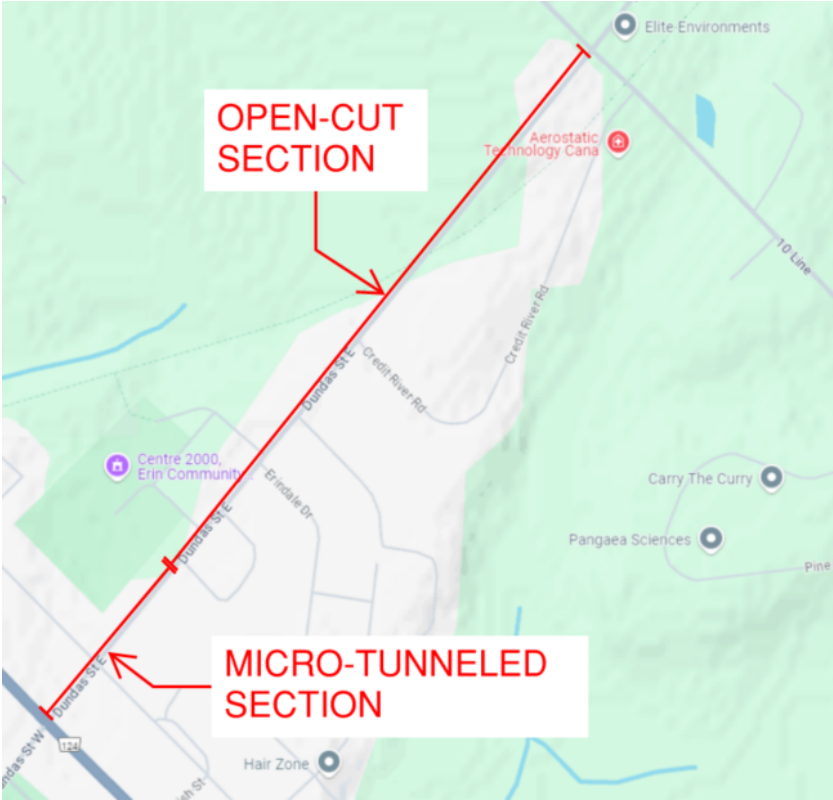 Elite Environments
OPEN-CUT
SECTION
Aerostatic
Technology Cana
10 Line
Credit River Rd
Dundas St E
Credit River Rd
Centre 2000,
Erin Community
Erindale Dr
Carry The Curry
Dundas St E
Pangaea Sciences
Pine
MICRO-TUNNELED
SECTION
Dundas St E
124
ndas St W
Hair Zone
sh St